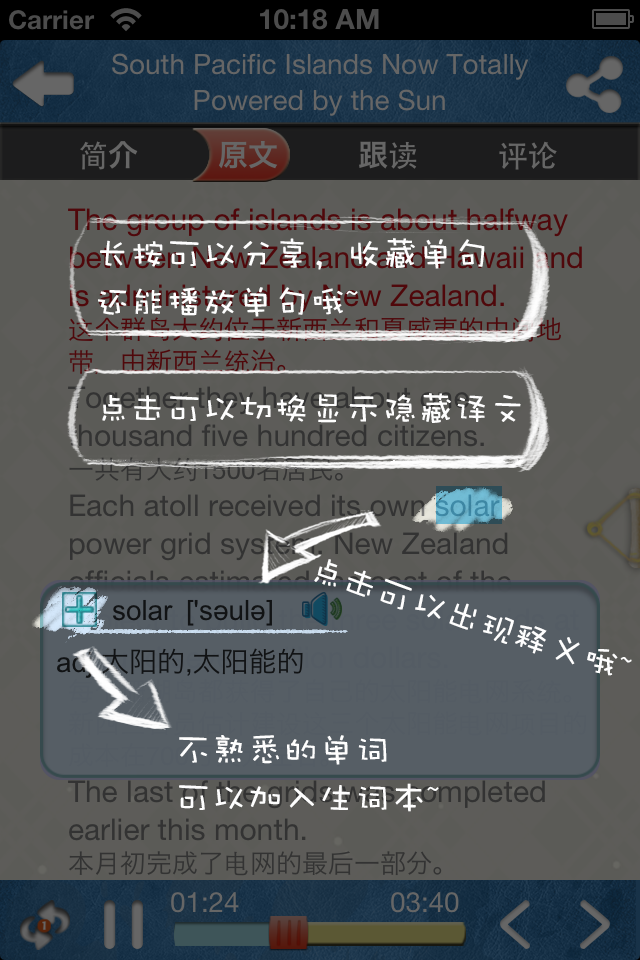 Carrier 10:18 AM
South Pacific Islands Now Totally
Powered by the Sun
简介 原文 跟读 评论
The group of islands is about halfway
between New Zealand and Hawaii and
is administered by New Zealand.
这个群岛大约位于新西兰和夏威夷的中间地
带，由新西兰统治。
长按可以分享，收藏单句
还能播放单句哦~
Together they have about one
thousand five hundred citizens.
一共有大约1500名居民。
点击可以切换显示隐藏译文
Each atoll received its own solar
power grid system. New Zealand
officials estimated the cost of the
点击可以出现释义哦~
solar ['səulə]
adj.太阳的,太阳能的
不熟悉的单词
可以加入生词本~
The last of the grids was completed
earlier this month.
本月初完成了电网的最后一部分。
1
01:24 03:40